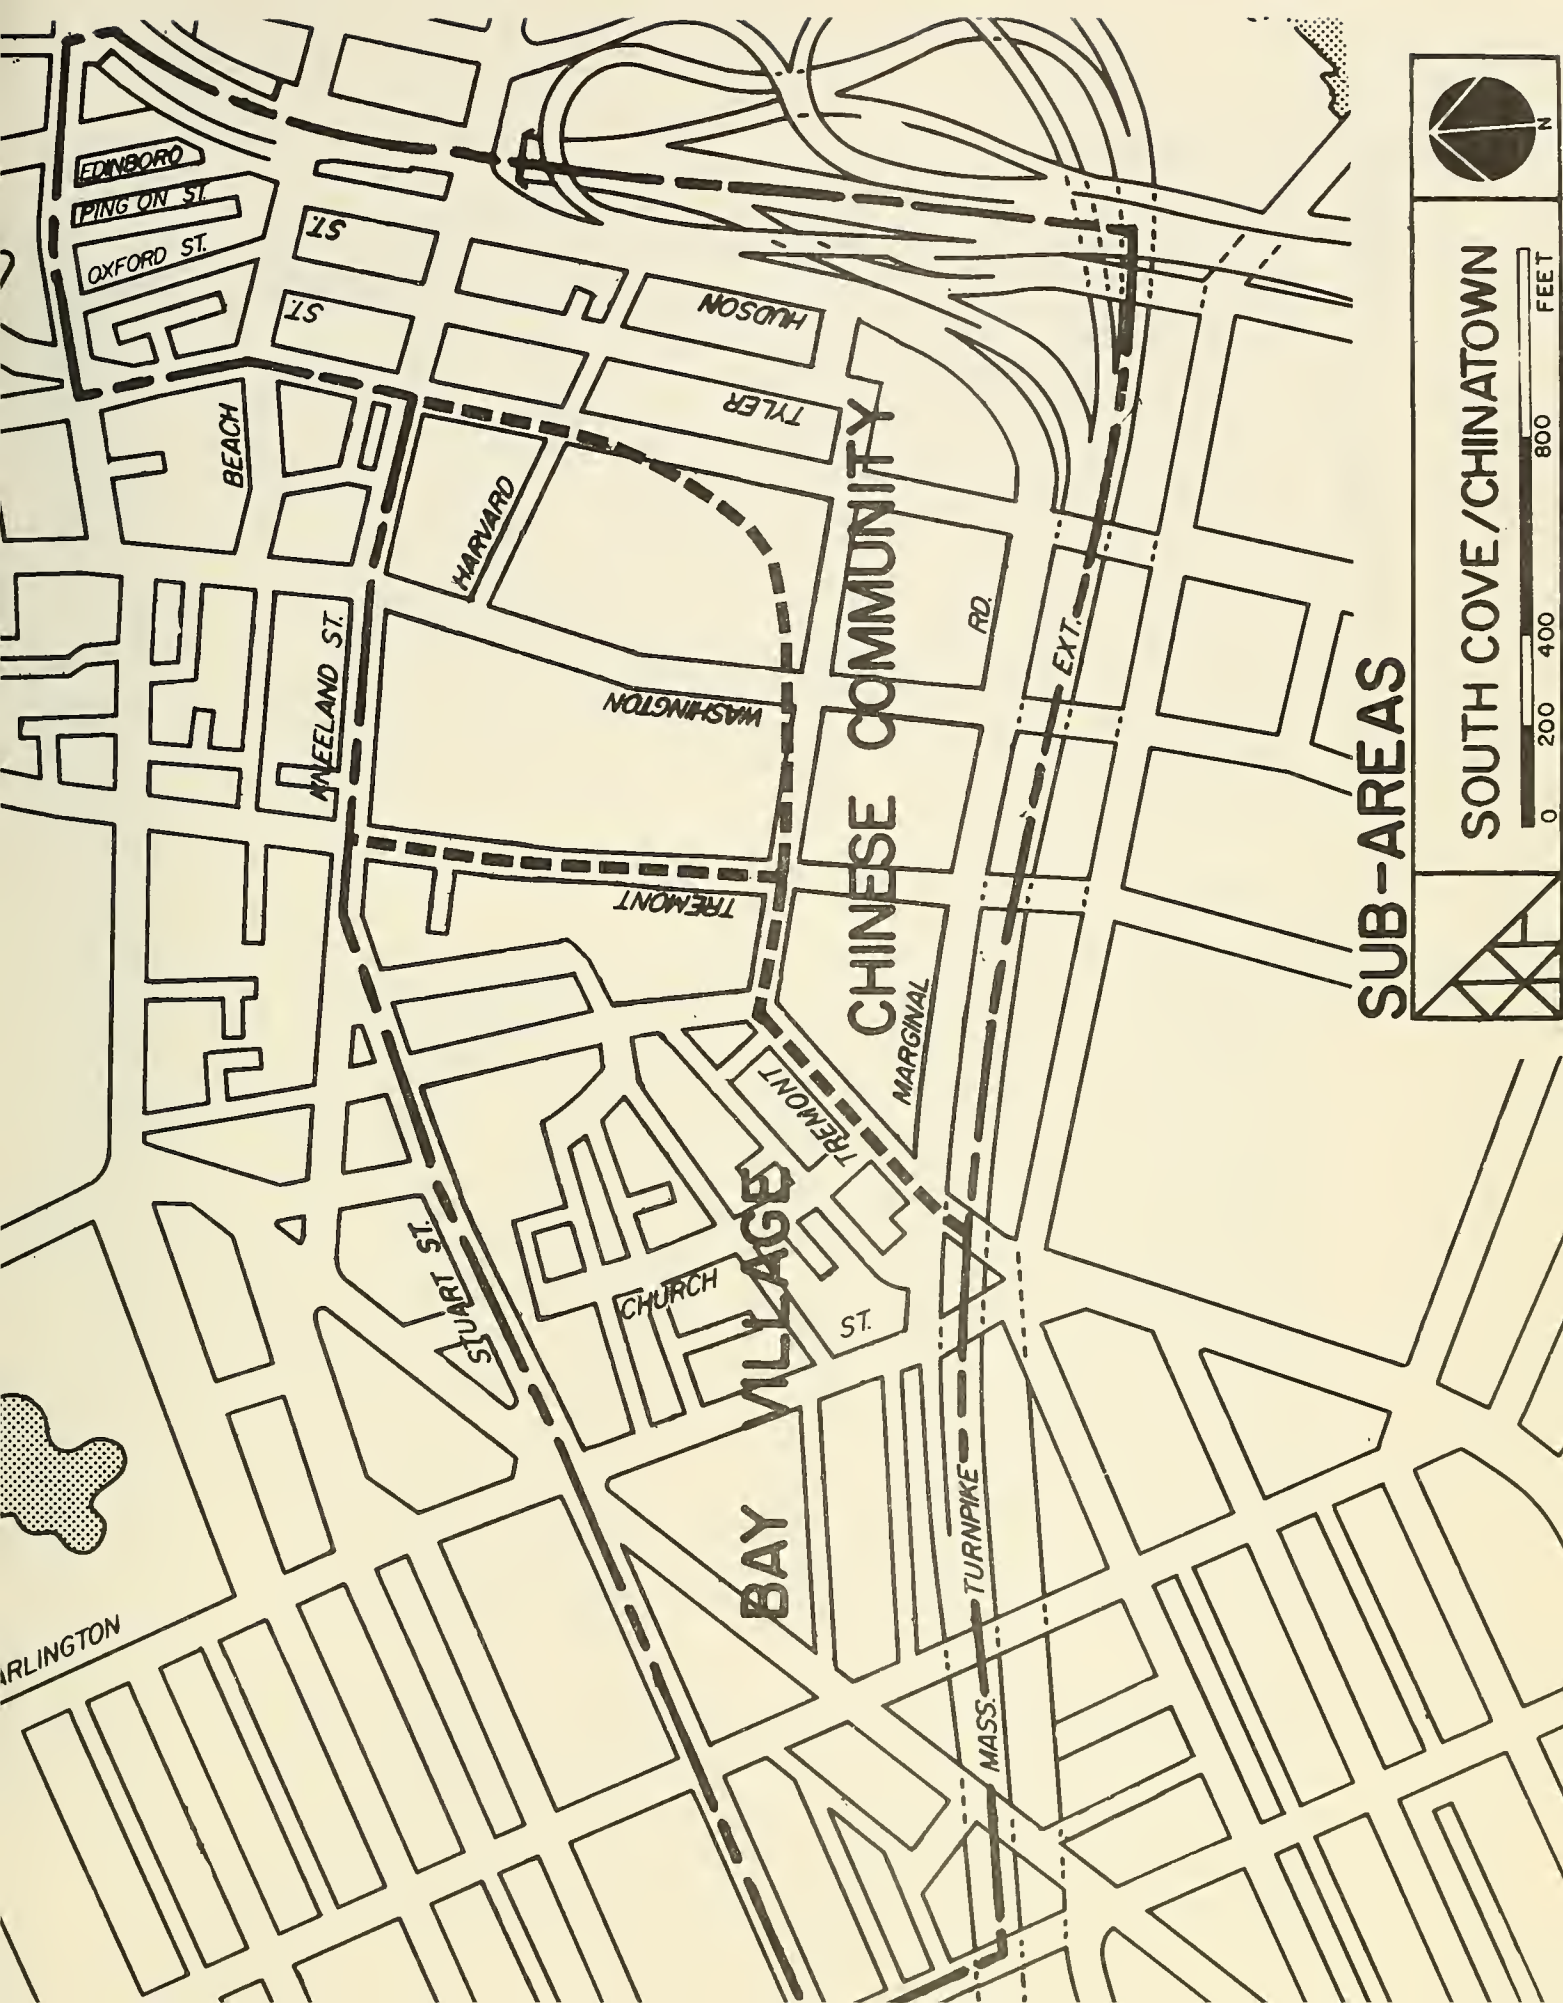 EDINBORO
PING ON ST.
OXFORD ST.
ST.
ST.
HUDSON
TYLER
BEACH
HARVARD
KNEELAND ST.
WASHINGTON
TREMONT
CHINESE COMMUNITY
RD.
MARGINAL
EXT.
TREMONT
STUART ST.
CHURCH
ST.
BAY VILLAGE
TURNPIKE
MASS.
ARLINGTON
SUB-AREAS
SOUTH COVE/CHINATOWN
0 200 400 800 FEET
N